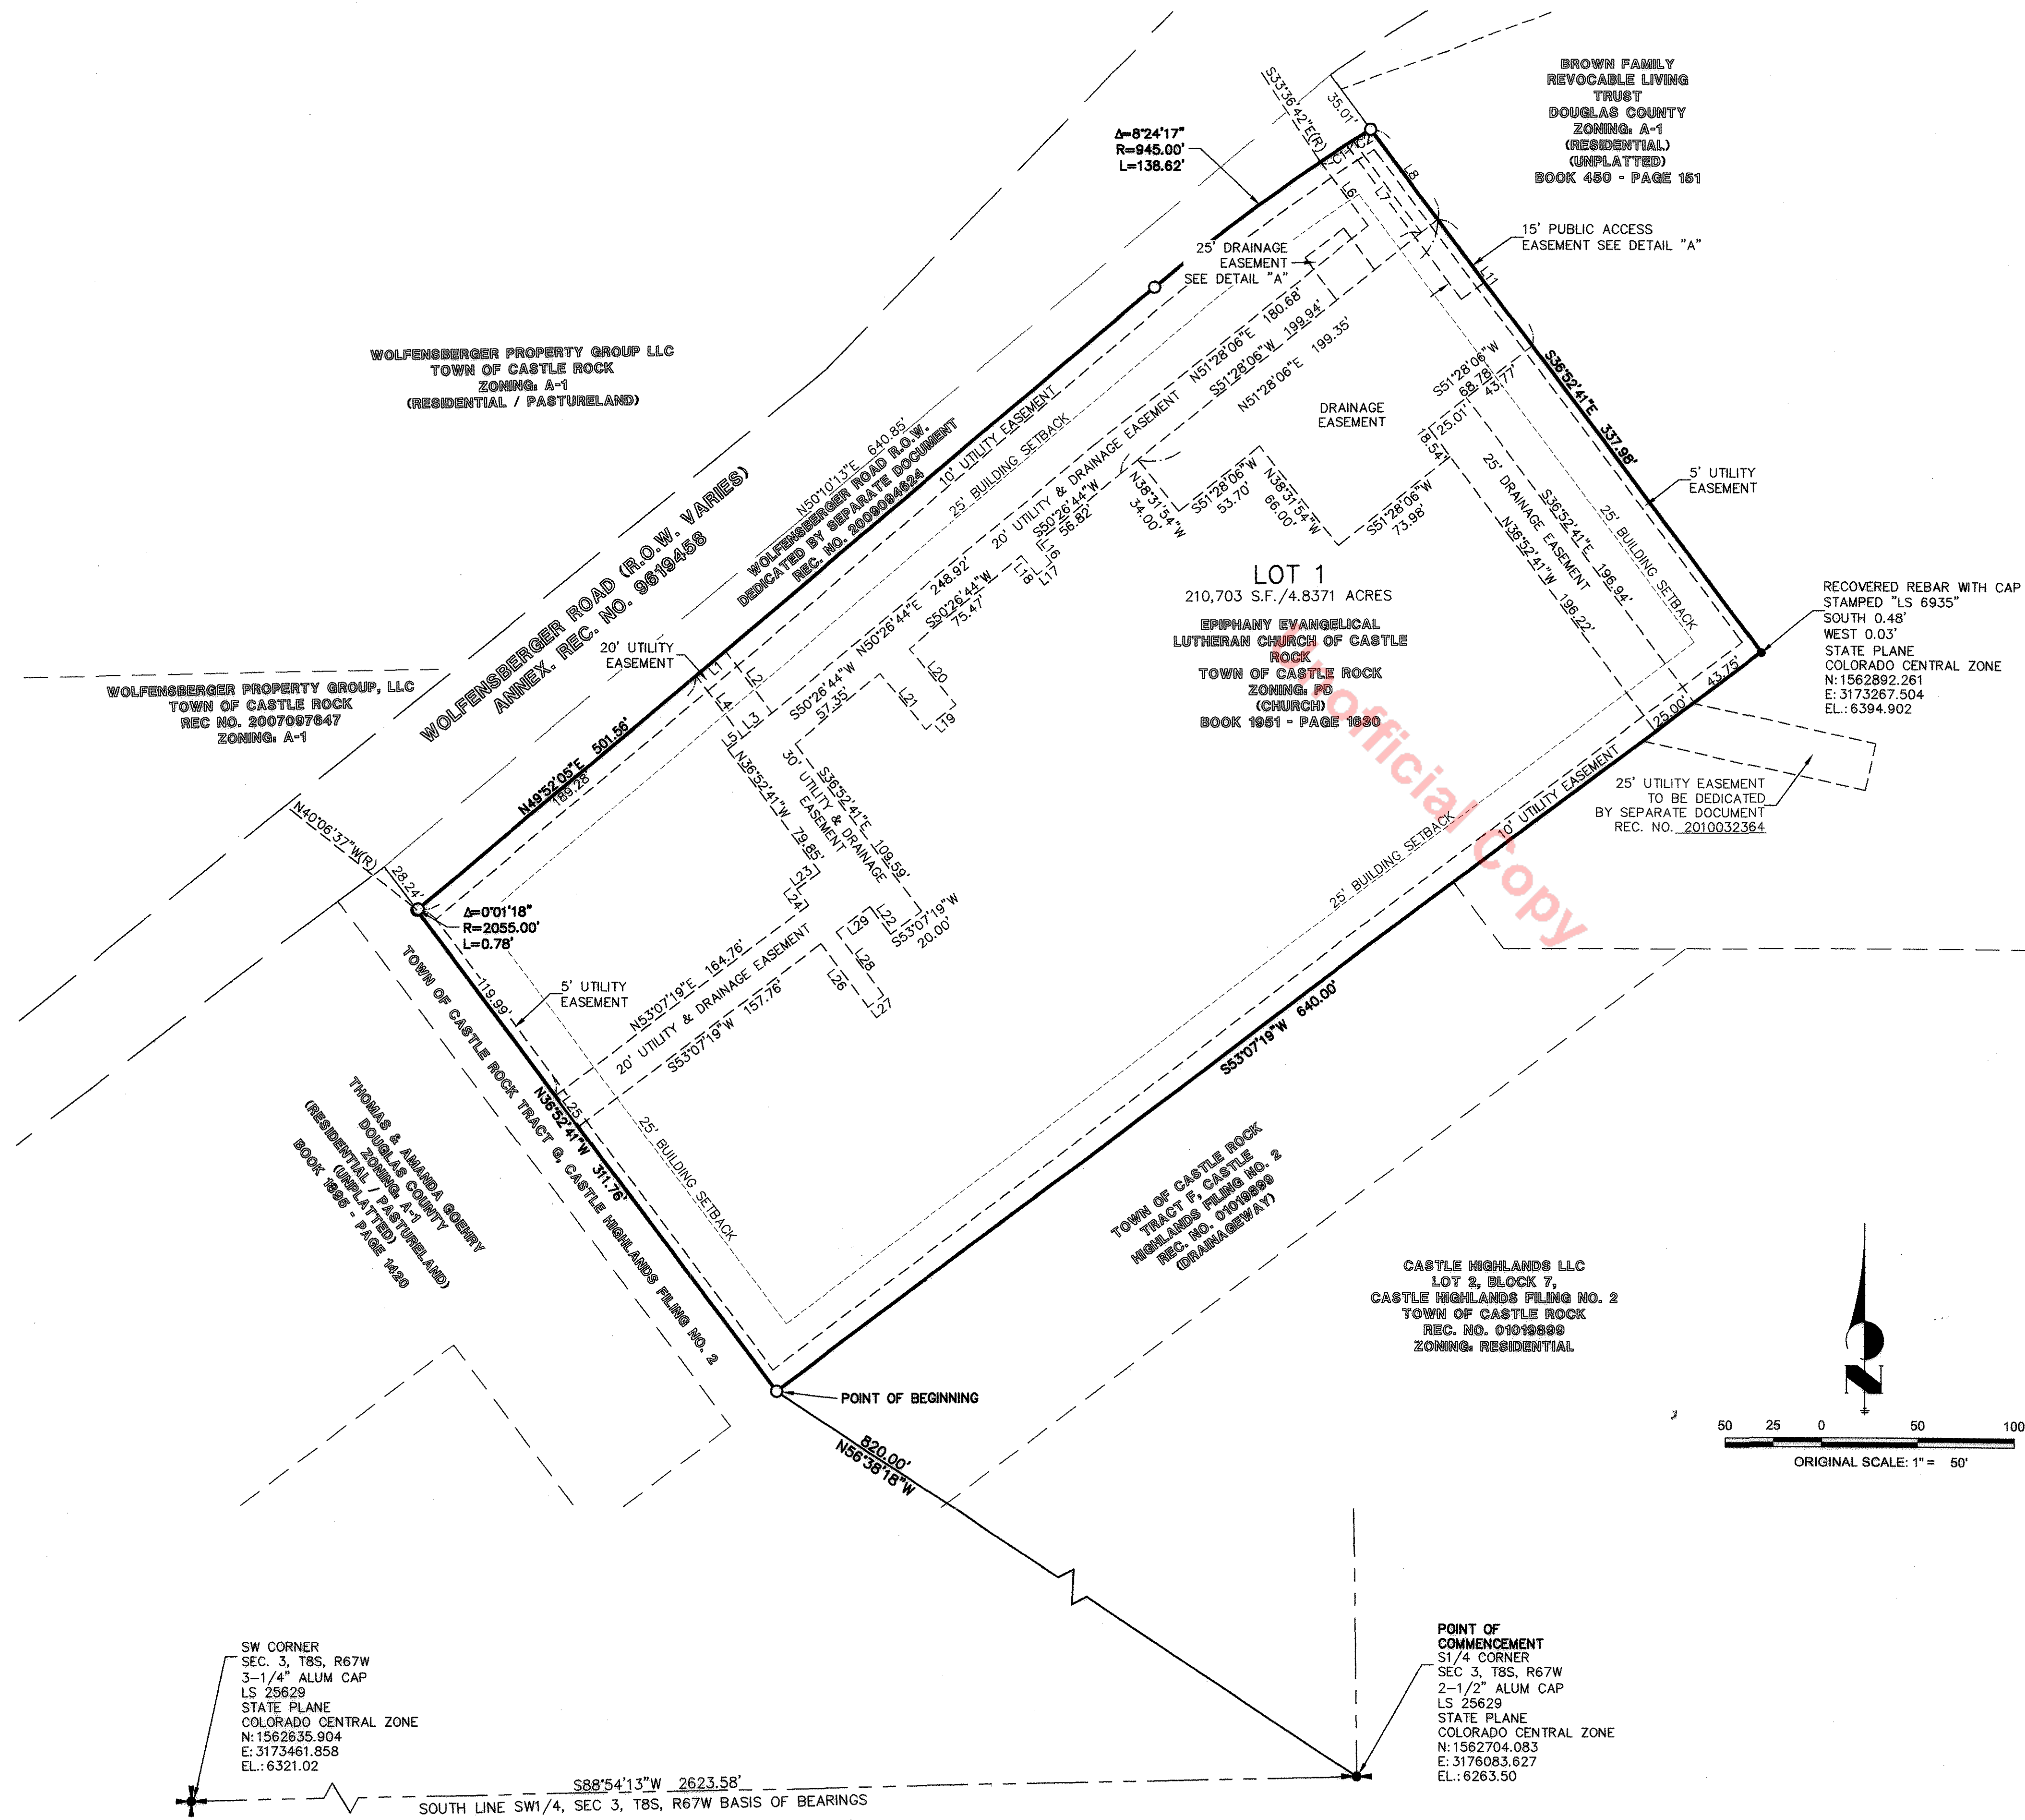 BROWN FAMILY
REVOCABLE LIVING
TRUST
DOUGLAS COUNTY
ZONING: A-1
(RESIDENTIAL)
(UNPLATTED)
BOOK 450 - PAGE 151
S33°36'42"E(R)
35.01'
Δ=8°24'17"
R=945.00'
L=138.62'
C1
C2
L6
L7
L8
L11
15' PUBLIC ACCESS
EASEMENT SEE DETAIL "A"
25' DRAINAGE
EASEMENT
SEE DETAIL "A"
WOLFENSBERGER PROPERTY GROUP LLC
TOWN OF CASTLE ROCK
ZONING: A-1
(RESIDENTIAL / PASTURELAND)
N51°28'06"E 180.68'
S51°28'06"W 199.94'
N51°28'06"E 199.35'
DRAINAGE
EASEMENT
S51°28'06"W
68.78'
43.77'
25.01'
18.54'
S36°52'41"E 337.98'
5' UTILITY
EASEMENT
25' DRAINAGE EASEMENT
S36°52'41"E 196.94'
N36°52'41"W 196.22'
25' BUILDING SETBACK
N50°10'13"E 640.85'
WOLFENSBERGER ROAD R.O.W.
DEDICATED BY SEPARATE DOCUMENT
REC. NO. 2009094624
10' UTILITY EASEMENT
25' BUILDING SETBACK
20' UTILITY & DRAINAGE EASEMENT
WOLFENSBERGER ROAD (R.O.W. VARIES)
ANNEX. REC. NO. 9619458
N38°31'54"W
34.00'
S51°28'06"W
53.70'
N38°31'54"W
66.00'
S51°28'06"W
73.98'
S50°26'44"W
56.82'
L16
L17
L18
N50°26'44"E 248.92'
S50°26'44"W
75.47'
LOT 1
210,703 S.F./4.8371 ACRES
EPIPHANY EVANGELICAL
LUTHERAN CHURCH OF CASTLE
ROCK
TOWN OF CASTLE ROCK
ZONING: PD
(CHURCH)
BOOK 1951 - PAGE 1630
RECOVERED REBAR WITH CAP
STAMPED "LS 6935"
SOUTH 0.48'
WEST 0.03'
STATE PLANE
COLORADO CENTRAL ZONE
N:1562892.261
E:3173267.504
EL.:6394.902
Unofficial Copy
20' UTILITY
EASEMENT
L1
L2
L3
L4
L5
L20
L21
L19
S50°26'44"W
57.35'
WOLFENSBERGER PROPERTY GROUP, LLC
TOWN OF CASTLE ROCK
REC NO. 2007097647
ZONING: A-1
N49°52'05"E 501.56'
189.28'
43.75'
25.00'
25' UTILITY EASEMENT
TO BE DEDICATED
BY SEPARATE DOCUMENT
REC. NO. 2010032364
N36°52'41"W 79.85'
30' UTILITY & DRAINAGE
EASEMENT
S36°52'41"E 109.59'
N40°06'37"W(R)
28.24'
L23
L24
L22
S53°07'19"W
20.00'
L29
L28
L26
L27
Δ=0°01'18"
R=2055.00'
L=0.78'
25' BUILDING SETBACK
10' UTILITY EASEMENT
119.99'
5' UTILITY
EASEMENT
N53°07'19"E 164.76'
20' UTILITY & DRAINAGE EASEMENT
S53°07'19"W 157.76'
L25
TOWN OF CASTLE ROCK TRACT G, CASTLE HIGHLANDS FILING NO. 2
N36°52'41"W 311.76'
25' BUILDING SETBACK
S53°07'19"W 640.00'
THOMAS & AMANDA GOEHRY
DOUGLAS COUNTY
ZONING: A-1
(RESIDENTIAL / PASTURELAND)
(UNPLATTED)
BOOK 1895 - PAGE 1420
TOWN OF CASTLE ROCK
TRACT F, CASTLE
HIGHLANDS FILING NO. 2
REC. NO. 01019899
(DRAINAGEWAY)
CASTLE HIGHLANDS LLC
LOT 2, BLOCK 7,
CASTLE HIGHLANDS FILING NO. 2
TOWN OF CASTLE ROCK
REC. NO. 01019899
ZONING: RESIDENTIAL
POINT OF BEGINNING
820.00'
N56°38'18"W
N
50 25 0 50 100
ORIGINAL SCALE: 1" = 50'
SW CORNER
SEC. 3, T8S, R67W
3-1/4" ALUM CAP
LS 25629
STATE PLANE
COLORADO CENTRAL ZONE
N:1562635.904
E:3173461.858
EL.:6321.02
POINT OF
COMMENCEMENT
S1/4 CORNER
SEC 3, T8S, R67W
2-1/2" ALUM CAP
LS 25629
STATE PLANE
COLORADO CENTRAL ZONE
N:1562704.083
E:3176083.627
EL.:6263.50
S88°54'13"W 2623.58'
SOUTH LINE SW1/4, SEC 3, T8S, R67W BASIS OF BEARINGS